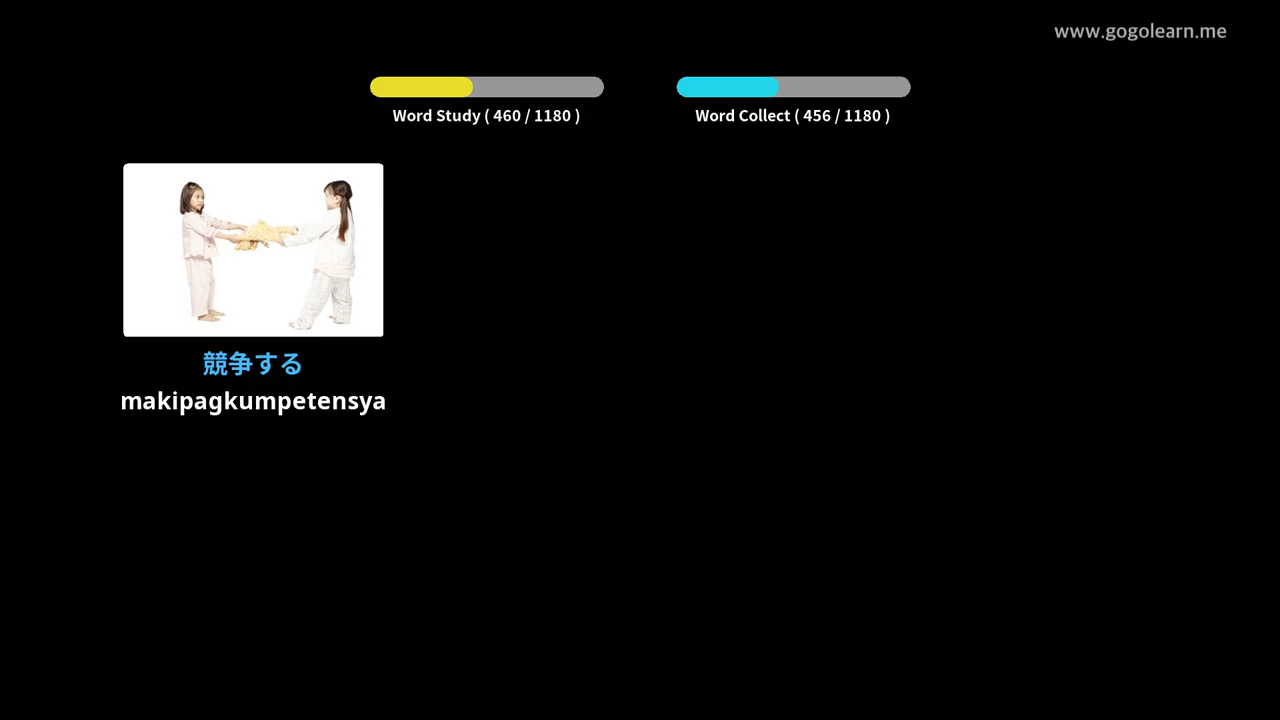 www.gogolearn.me
Word Study ( 460 / 1180 )
Word Collect ( 456 / 1180 )
競争する
makipagkumpetensya